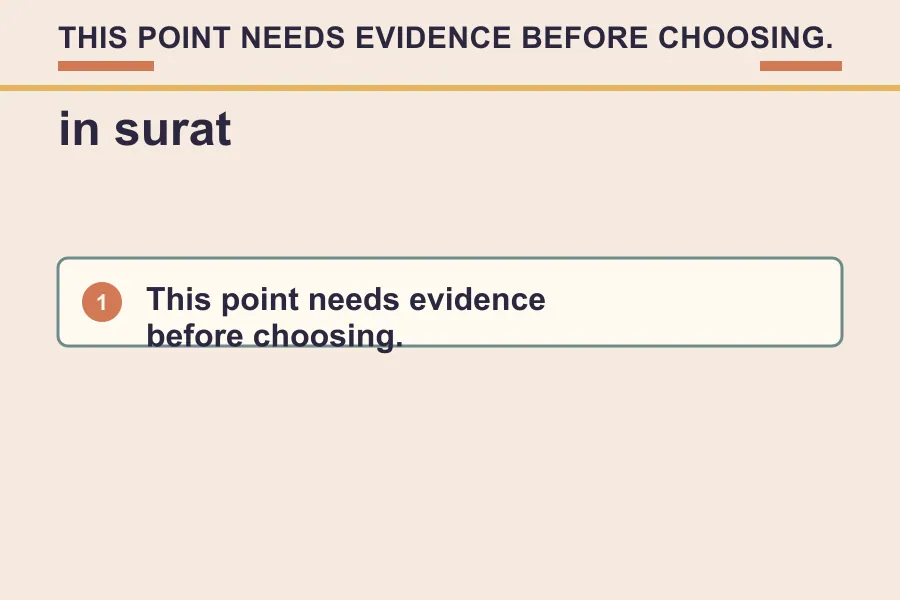 THIS POINT NEEDS EVIDENCE BEFORE CHOOSING.
in surat
1
This point needs evidence
before choosing.